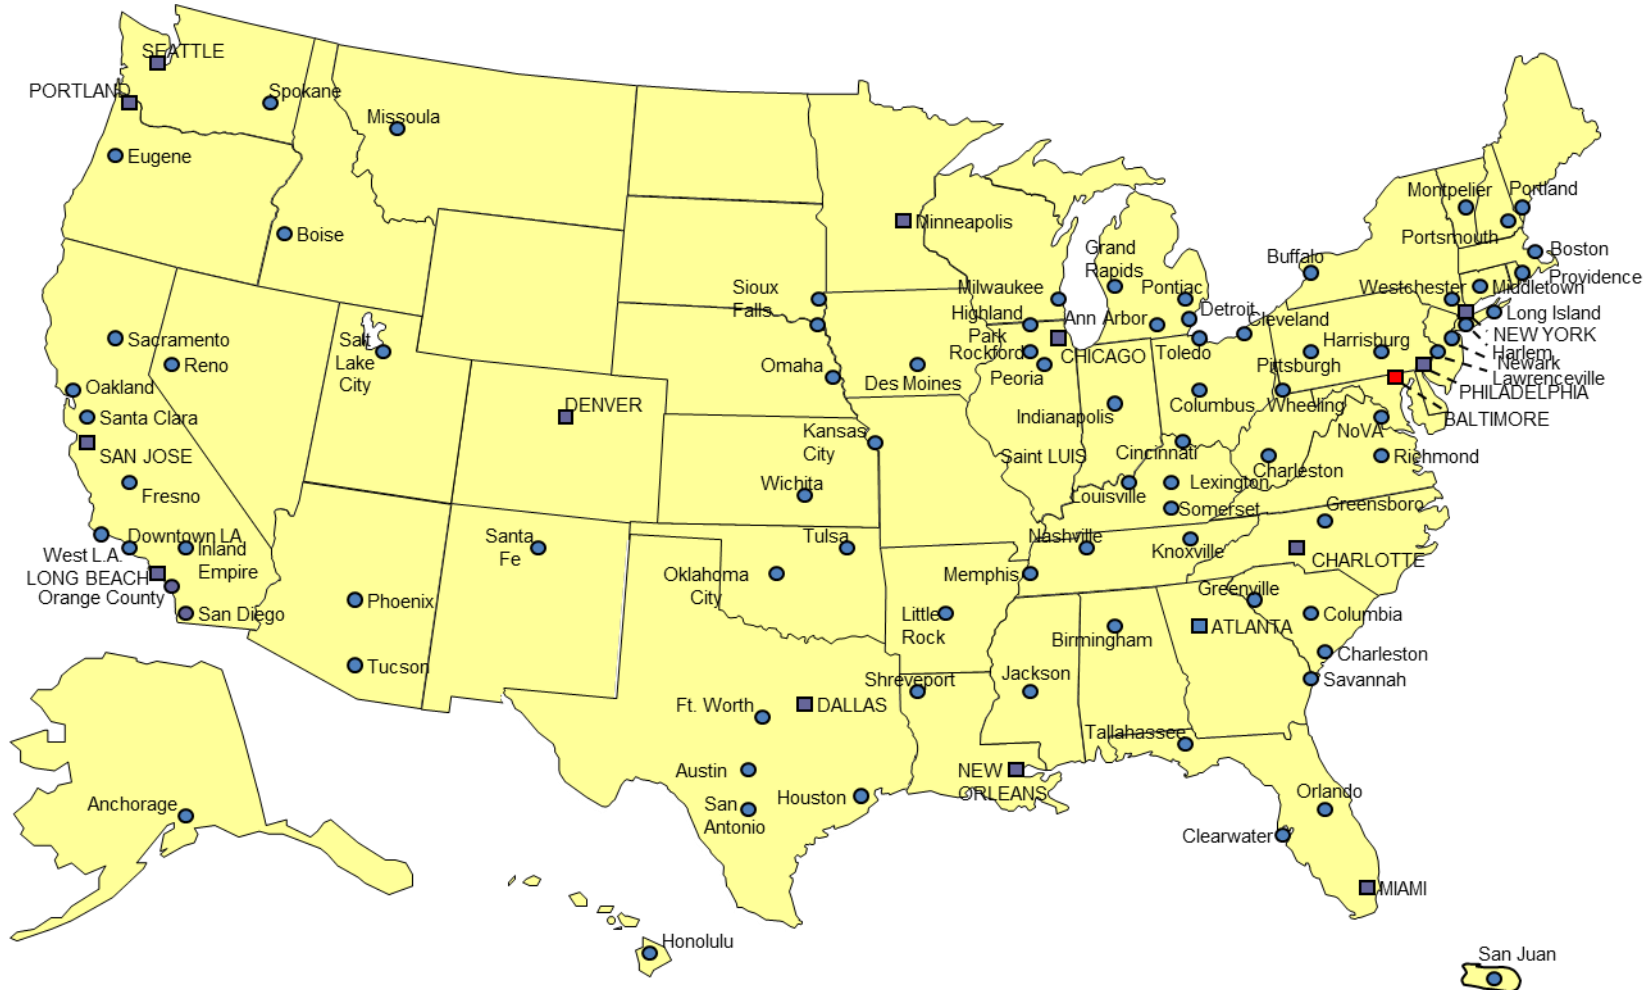 SEATTLE
PORTLAND
Spokane
Missoula
Eugene
Boise
Minneapolis
Montpelier
Portland
Portsmouth
Boston
Buffalo
Providence
Grand
Rapids
Sioux
Falls
Milwaukee
Pontiac
Westchester
Middletown
Highland
Park
Ann Arbor
Detroit
Cleveland
Long Island
Sacramento
Reno
Salt
Lake
City
Omaha
Des Moines
Rockford
Peoria
CHICAGO
Toledo
Pittsburgh
Harrisburg
NEW YORK
Harlem
Newark
Lawrenceville
PHILADELPHIA
BALTIMORE
Oakland
Santa Clara
SAN JOSE
Fresno
DENVER
Kansas
City
Wichita
Indianapolis
Columbus
Wheeling
NoVA
Saint LUIS
Cincinnati
Charleston
Richmond
Louisville
Lexington
Somerset
Greensboro
Downtown LA
West L.A.
Inland
Empire
LONG BEACH
Orange County
San Diego
Santa
Fe
Tulsa
Oklahoma
City
Nashville
Knoxville
CHARLOTTE
Memphis
Greenville
Phoenix
Little
Rock
Birmingham
ATLANTA
Columbia
Tucson
Charleston
Savannah
Shreveport
Jackson
Ft. Worth
DALLAS
Tallahassee
Austin
NEW
ORLEANS
San
Antonio
Houston
Orlando
Anchorage
Clearwater
MIAMI
Honolulu
San Juan